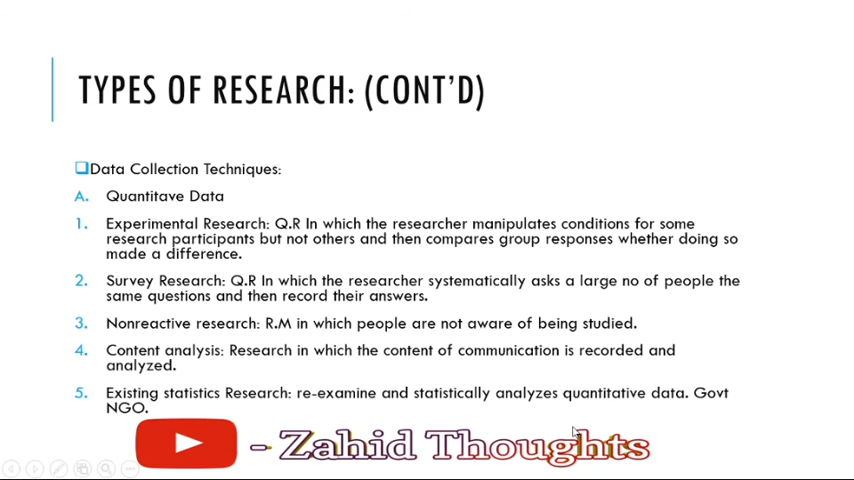 TYPES OF RESEARCH: (CONT'D)
❑Data Collection Techniques:
A. Quantitave Data
1. Experimental Research: Q.R In which the researcher manipulates conditions for some
research participants but not others and then compares group responses whether doing so
made a difference.
2. Survey Research: Q.R In which the researcher systematically asks a large no of people the
same questions and then record their answers.
3. Nonreactive research: R.M in which people are not aware of being studied.
4. Content analysis: Research in which the content of communication is recorded and
analyzed.
5. Existing statistics Research: re-examine and statistically analyzes quantitative data. Govt
NGO.
- Zahid Thoughts